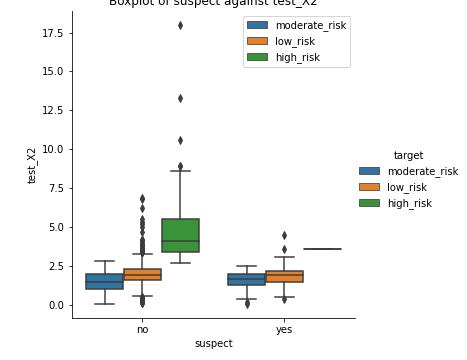 Boxplot of suspect against test_X2
moderate_risk
low_risk
high_risk
17.5
15.0
12.5
10.0
7.5
5.0
2.5
0.0
test_X2
no
yes
suspect
target
moderate_risk
low_risk
high_risk